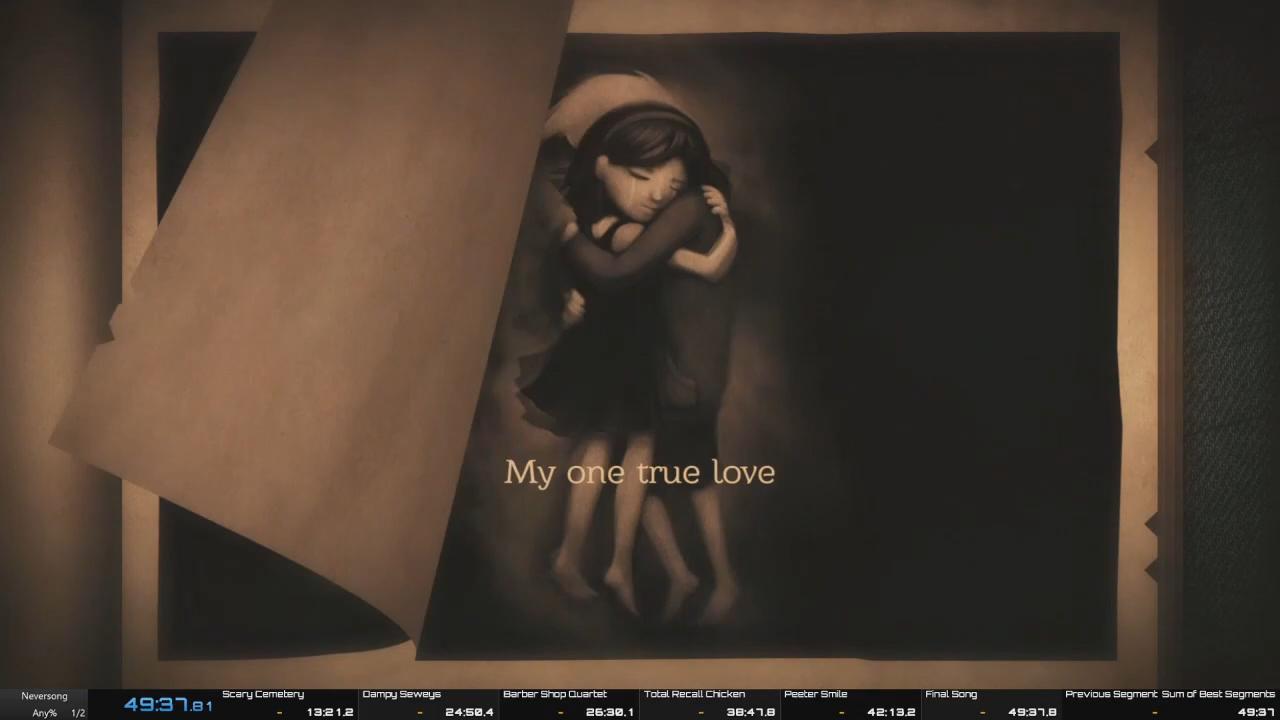 My one true love
Neversong
Any% 1/2
49:37.81
Scary Cemetery
- 13:21.2
Dampy Seweys
- 24:50.4
Barber Shop Quartet
- 26:30.1
Total Recall Chicken
- 38:47.8
Peeter Smile
- 42:13.2
Final Song
- 49:37.8
Previous Segment
-
Sum of Best Segments
49:37